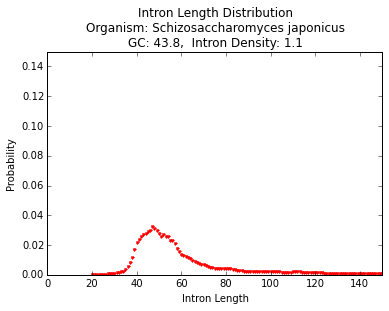 Intron Length Distribution
Organism: Schizosaccharomyces japonicus
GC: 43.8,  Intron Density: 1.1
0.14
0.12
0.10
0.08
0.06
0.04
0.02
0.00
Probability
0 20 40 60 80 100 120 140
Intron Length